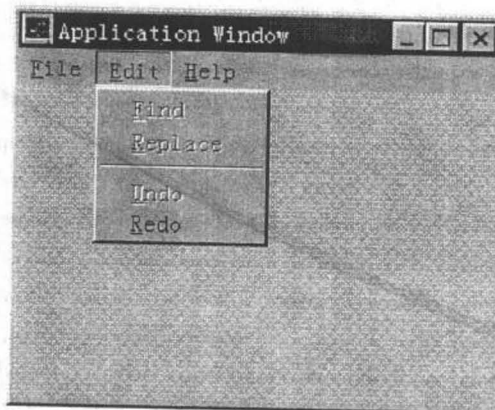 Application Window
File Edit Help
Find
Replace
Undo
Redo